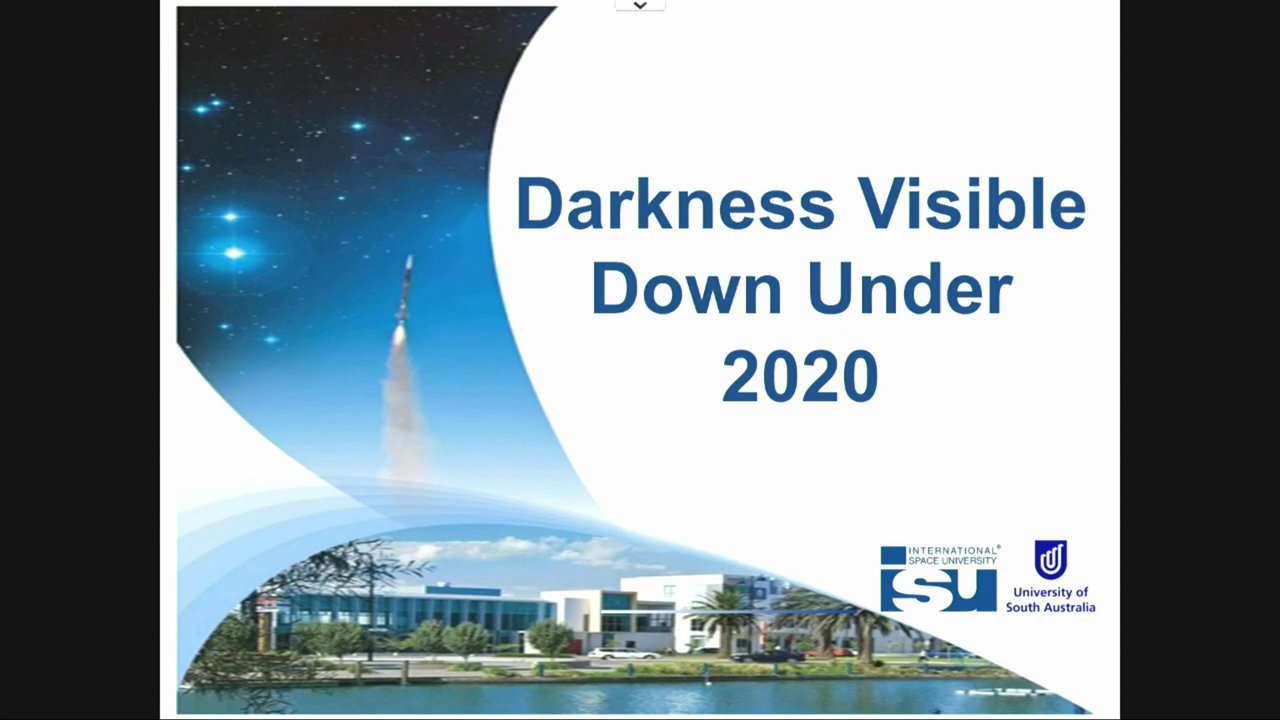 Darkness Visible
Down Under
2020
INTERNATIONAL®
SPACE UNIVERSITY
isu
University of
South Australia